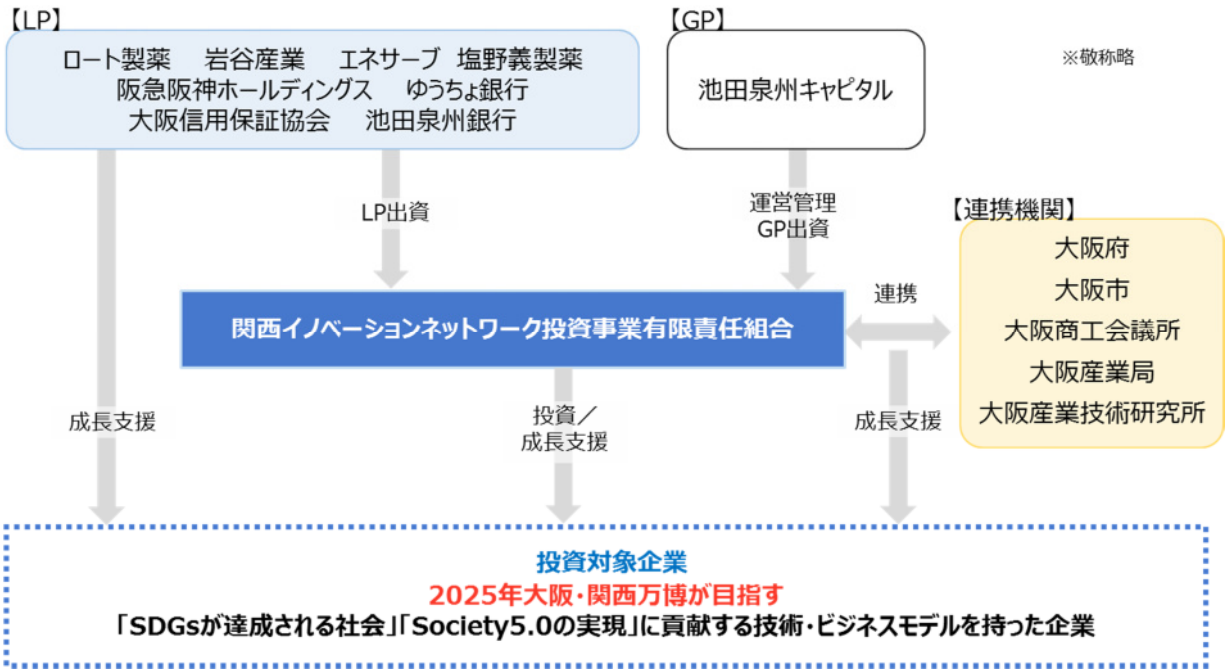 【LP】
ロート製薬　岩谷産業　エネサーブ　塩野義製薬
阪急阪神ホールディングス　ゆうちょ銀行
大阪信用保証協会　池田泉州銀行
【GP】
池田泉州キャピタル
※敬称略
LP出資
運営管理
GP出資
【連携機関】
大阪府
大阪市
大阪商工会議所
大阪産業局
大阪産業技術研究所
連携
関西イノベーションネットワーク投資事業有限責任組合
成長支援
投資／
成長支援
成長支援
投資対象企業
2025年大阪・関西万博が目指す
「SDGsが達成される社会」「Society5.0の実現」に貢献する技術・ビジネスモデルを持った企業